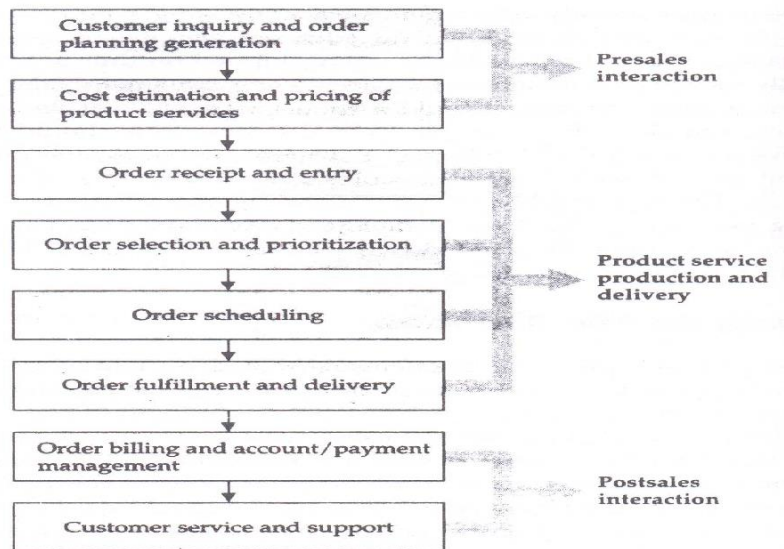 Customer inquiry and order
planning generation
Presales
interaction
Cost estimation and pricing of
product services
Order receipt and entry
Order selection and prioritization
Product service
production and
delivery
Order scheduling
Order fulfillment and delivery
Order billing and account/payment
management
Postsales
interaction
Customer service and support